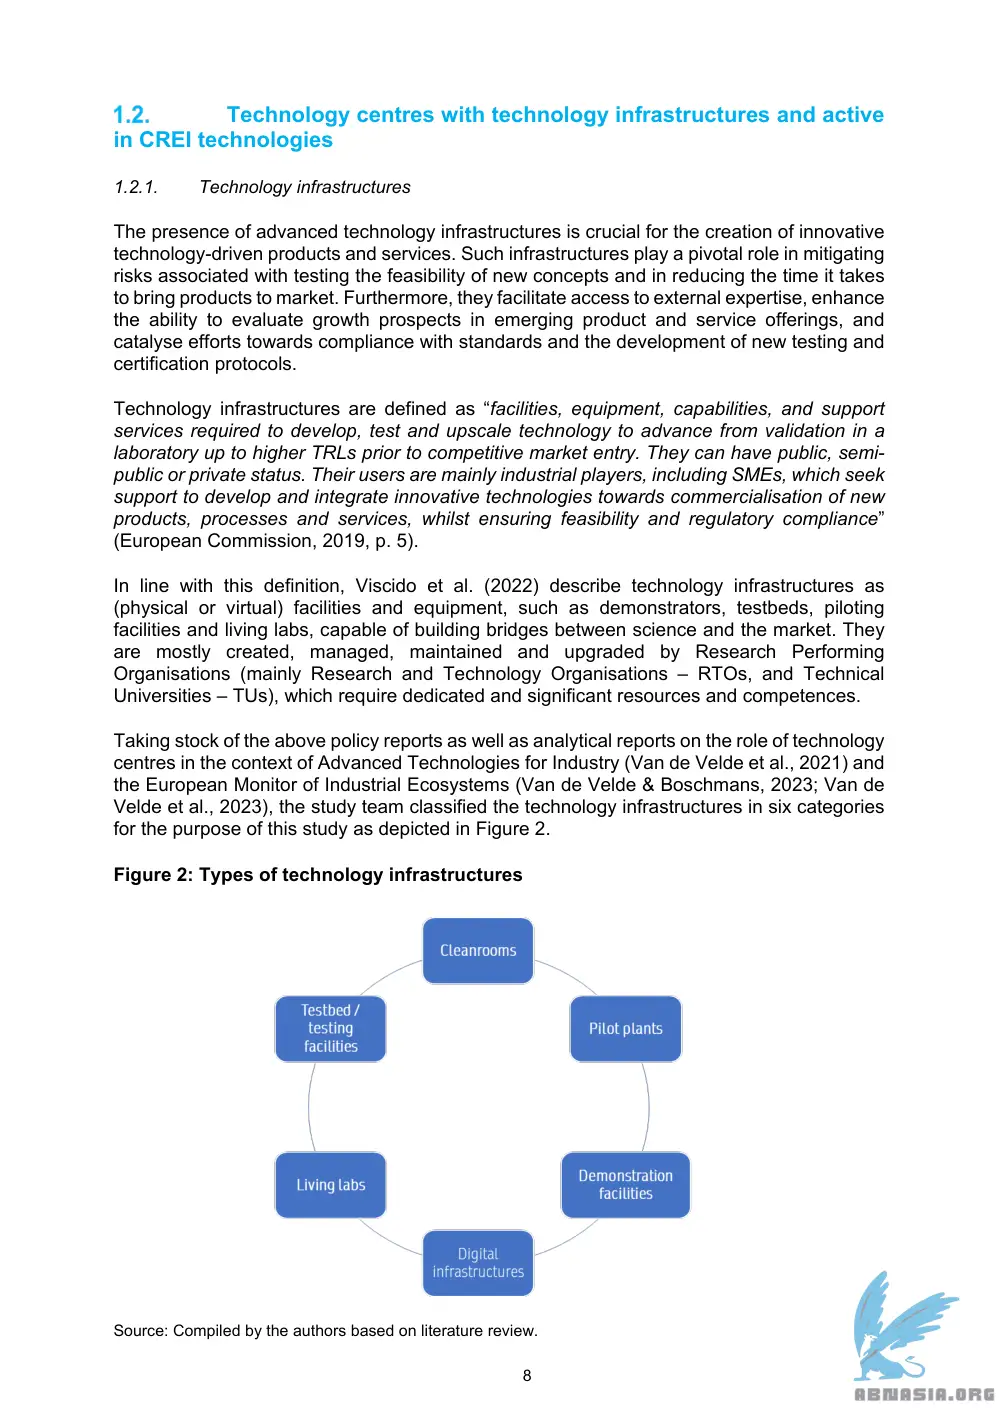 1.2. Technology centres with technology infrastructures and active
in CREI technologies
1.2.1. Technology infrastructures
The presence of advanced technology infrastructures is crucial for the creation of innovative
technology-driven products and services. Such infrastructures play a pivotal role in mitigating
risks associated with testing the feasibility of new concepts and in reducing the time it takes
to bring products to market. Furthermore, they facilitate access to external expertise, enhance
the ability to evaluate growth prospects in emerging product and service offerings, and
catalyse efforts towards compliance with standards and the development of new testing and
certification protocols.
Technology infrastructures are defined as “facilities, equipment, capabilities, and support
services required to develop, test and upscale technology to advance from validation in a
laboratory up to higher TRLs prior to competitive market entry. They can have public, semi-
public or private status. Their users are mainly industrial players, including SMEs, which seek
support to develop and integrate innovative technologies towards commercialisation of new
products, processes and services, whilst ensuring feasibility and regulatory compliance”
(European Commission, 2019, p. 5).
In line with this definition, Viscido et al. (2022) describe technology infrastructures as
(physical or virtual) facilities and equipment, such as demonstrators, testbeds, piloting
facilities and living labs, capable of building bridges between science and the market. They
are mostly created, managed, maintained and upgraded by Research Performing
Organisations (mainly Research and Technology Organisations – RTOs, and Technical
Universities – TUs), which require dedicated and significant resources and competences.
Taking stock of the above policy reports as well as analytical reports on the role of technology
centres in the context of Advanced Technologies for Industry (Van de Velde et al., 2021) and
the European Monitor of Industrial Ecosystems (Van de Velde & Boschmans, 2023; Van de
Velde et al., 2023), the study team classified the technology infrastructures in six categories
for the purpose of this study as depicted in Figure 2.
Figure 2: Types of technology infrastructures
Cleanrooms
Testbed /
testing
facilities
Pilot plants
Living labs
Demonstration
facilities
Digital
infrastructures
Source: Compiled by the authors based on literature review.
8
ABNASIA.ORG